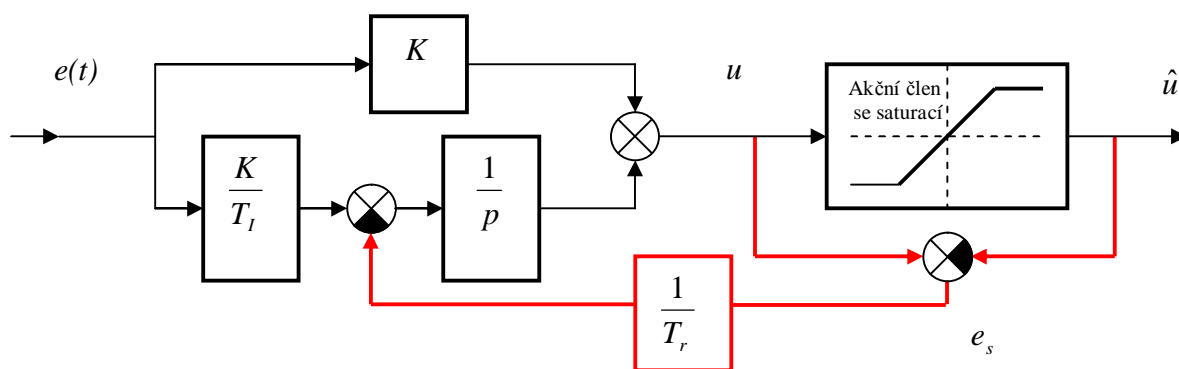 K
e(t)
u
Akční člen
se saturací
û
K
T_I
1
p
1
T_r
e_s